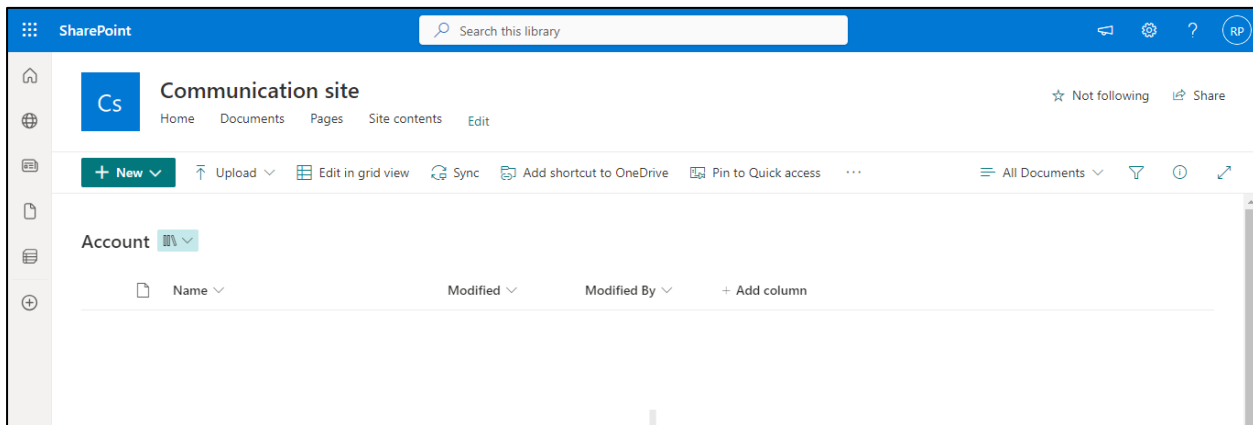 SharePoint Search this library RP
Cs Communication site
Not following Share
Home Documents Pages Site contents Edit
+ New Upload Edit in grid view Sync Add shortcut to OneDrive Pin to Quick access ... All Documents
Account
Name Modified Modified By + Add column